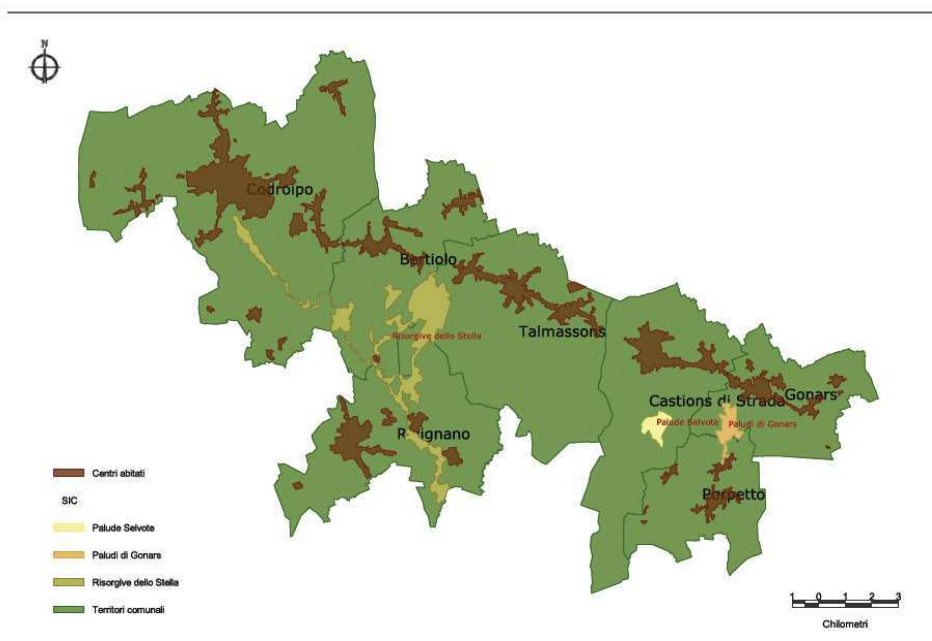 N
Codroipo
Bertiolo
Talmassons
Risorgive dello Stella
Castions di Strada
Gonars
Palude Selvote
Paludi di Gonars
Porpetto
Centri abitati
SIC
Palude Selvote
Paludi di Gonars
Risorgive dello Stella
Territori comunali
1 0 1 2 3
Chilometri